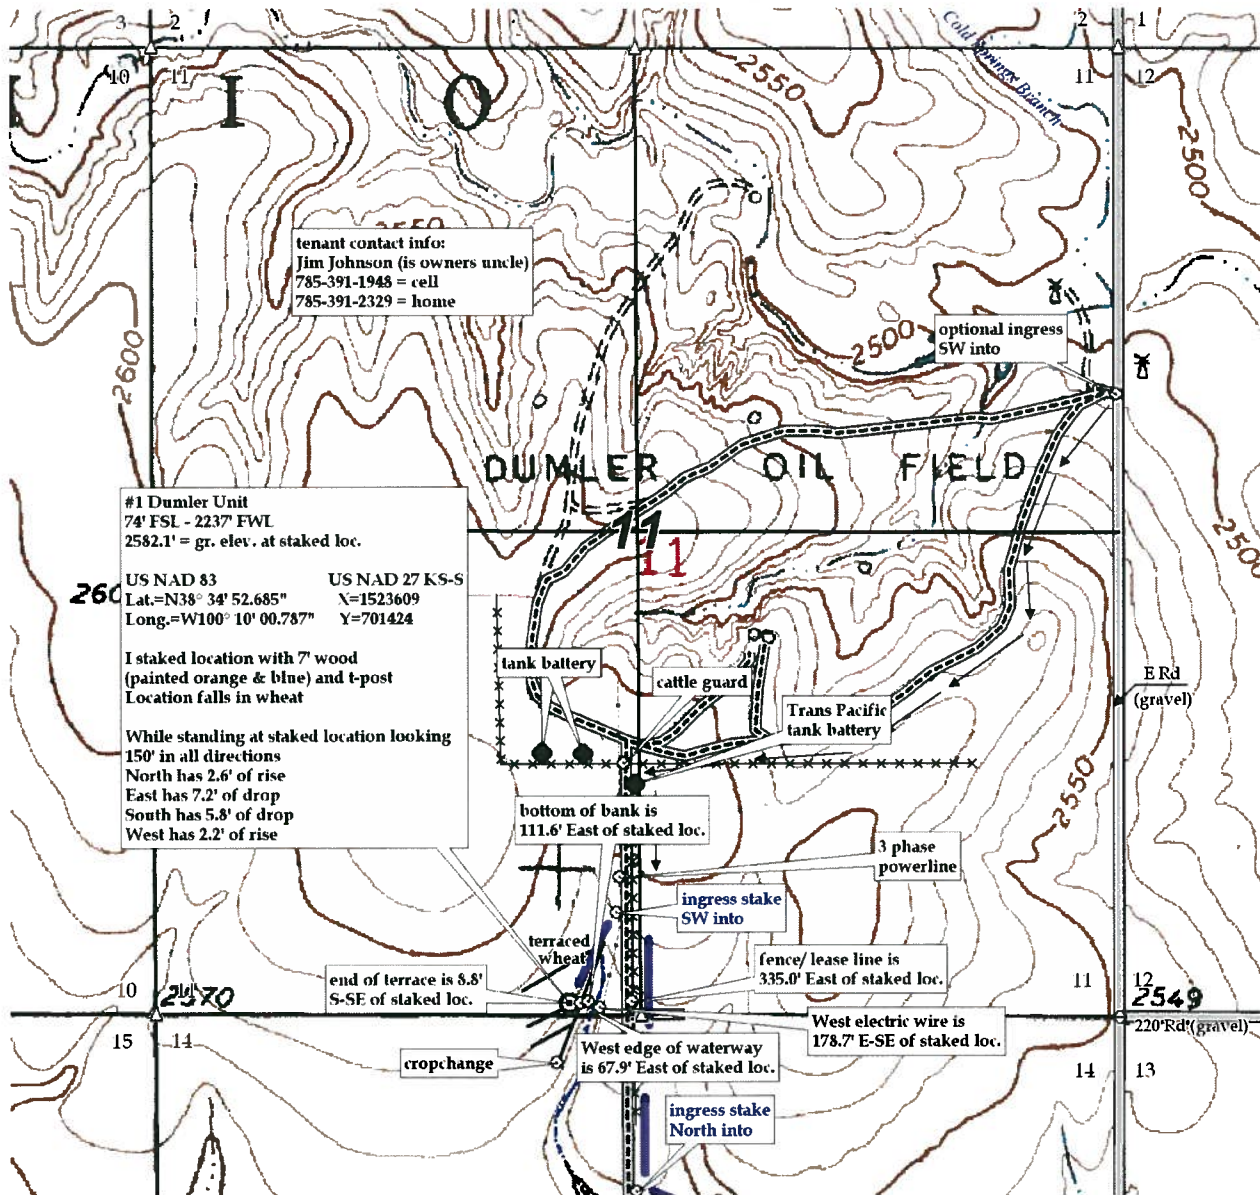 3
2
2
1
Cold Springs Branch
10
11
11
12
I
O
2550
2500
2550
tenant contact info:
Jim Johnson (is owners uncle)
785-391-1948 = cell
785-391-2329 = home
optional ingress
SW into
2500
2600
DUMLER OIL FIELD
#1 Dumler Unit
74' FSL - 2237' FWL
2582.1' = gr. elev. at staked loc.
US NAD 83
US NAD 27 KS-S
Lat.=N38° 34' 52.685"
X=1523609
Long.=W100° 10' 00.787"
Y=701424
I staked location with 7' wood
(painted orange & blue) and t-post
Location falls in wheat
While standing at staked location looking
150' in all directions
North has 2.6' of rise
East has 7.2' of drop
South has 5.8' of drop
West has 2.2' of rise
11
11
2500
260
tank battery
cattle guard
E Rd
(gravel)
Trans Pacific
tank battery
2550
bottom of bank is
111.6' East of staked loc.
3 phase
powerline
ingress stake
SW into
terraced
wheat
fence/ lease line is
335.0' East of staked loc.
end of terrace is 8.8'
S-SE of staked loc.
10
11
12
2570
2549
West electric wire is
178.7' E-SE of staked loc.
220 Rd (gravel)
15
14
West edge of waterway
is 67.9' East of staked loc.
cropchange
14
13
ingress stake
North into